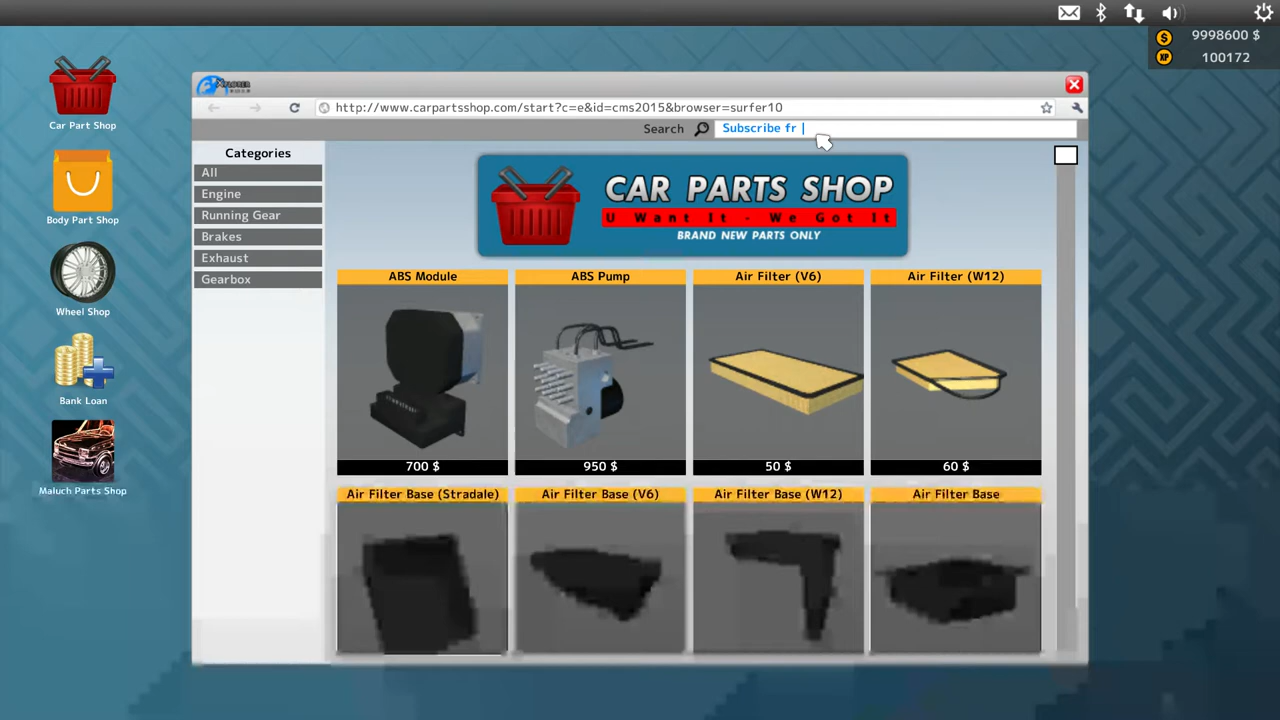 9998600 $
100172
Car Part Shop
Body Part Shop
Wheel Shop
Bank Loan
Maluch Parts Shop
http://www.carpartsshop.com/start?c=e&id=cms2015&browser=surfer10
Search
Subscribe fr |
Categories
All
Engine
Running Gear
Brakes
Exhaust
Gearbox
CAR PARTS SHOP
U Want It - We Got It
BRAND NEW PARTS ONLY
ABS Module
ABS Pump
Air Filter (V6)
Air Filter (W12)
700 $
950 $
50 $
60 $
Air Filter Base (Stradale)
Air Filter Base (V6)
Air Filter Base (W12)
Air Filter Base